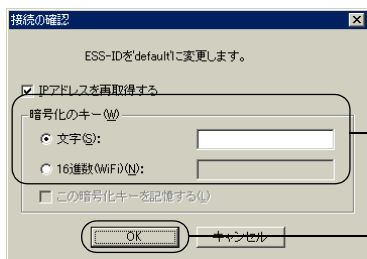 接続の確認
ESS-IDを'default'に変更します。
IPアドレスを再取得する
暗号化のキー(W)
文字(S):
16進数(WiFi)(N):
この暗号化キーを記憶する(L)
OK キャンセル